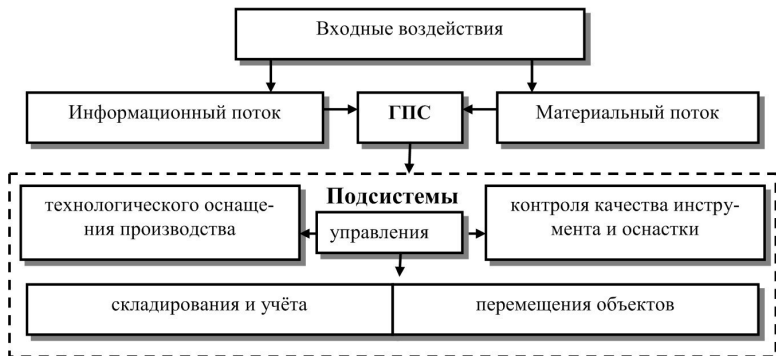 Входные воздействия
Информационный поток
ГПС
Материальный поток
Подсистемы
технологического оснаще-
ния производства
управления
контроля качества инстру-
мента и оснастки
складирования и учёта
перемещения объектов